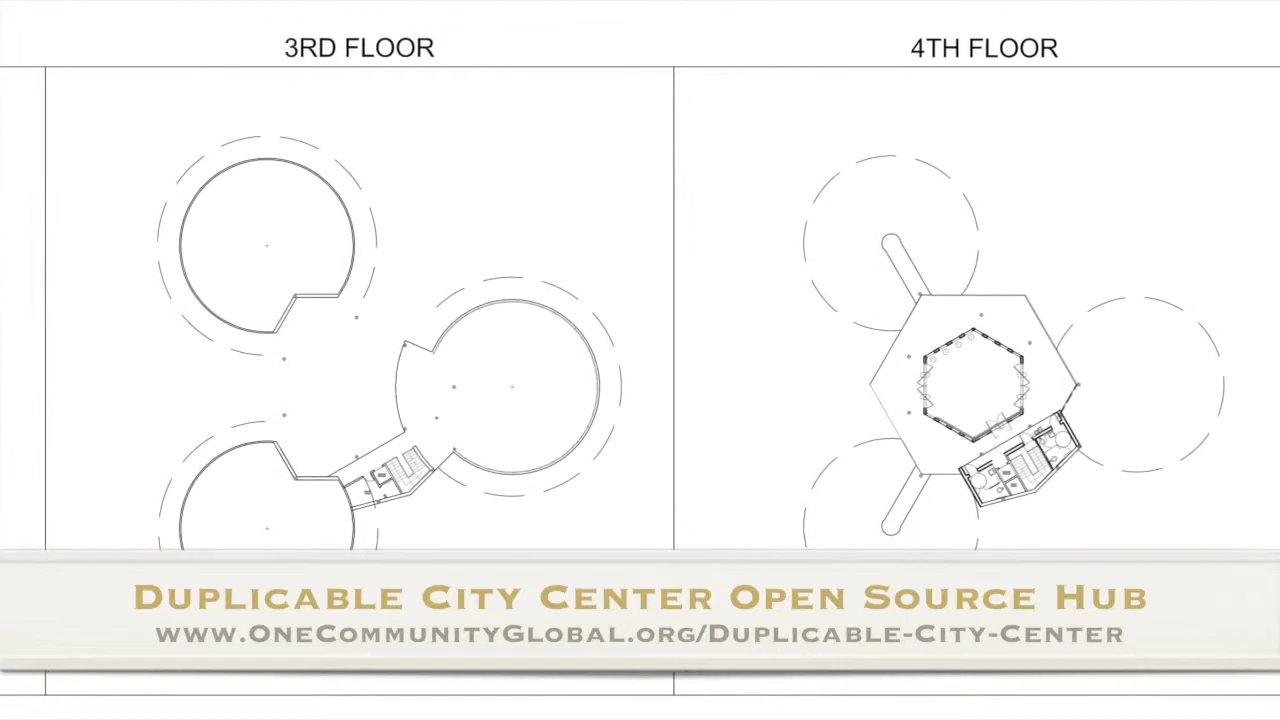 3RD FLOOR
4TH FLOOR
Duplicable City Center Open Source Hub
www.OneCommunityGlobal.org/Duplicable-City-Center